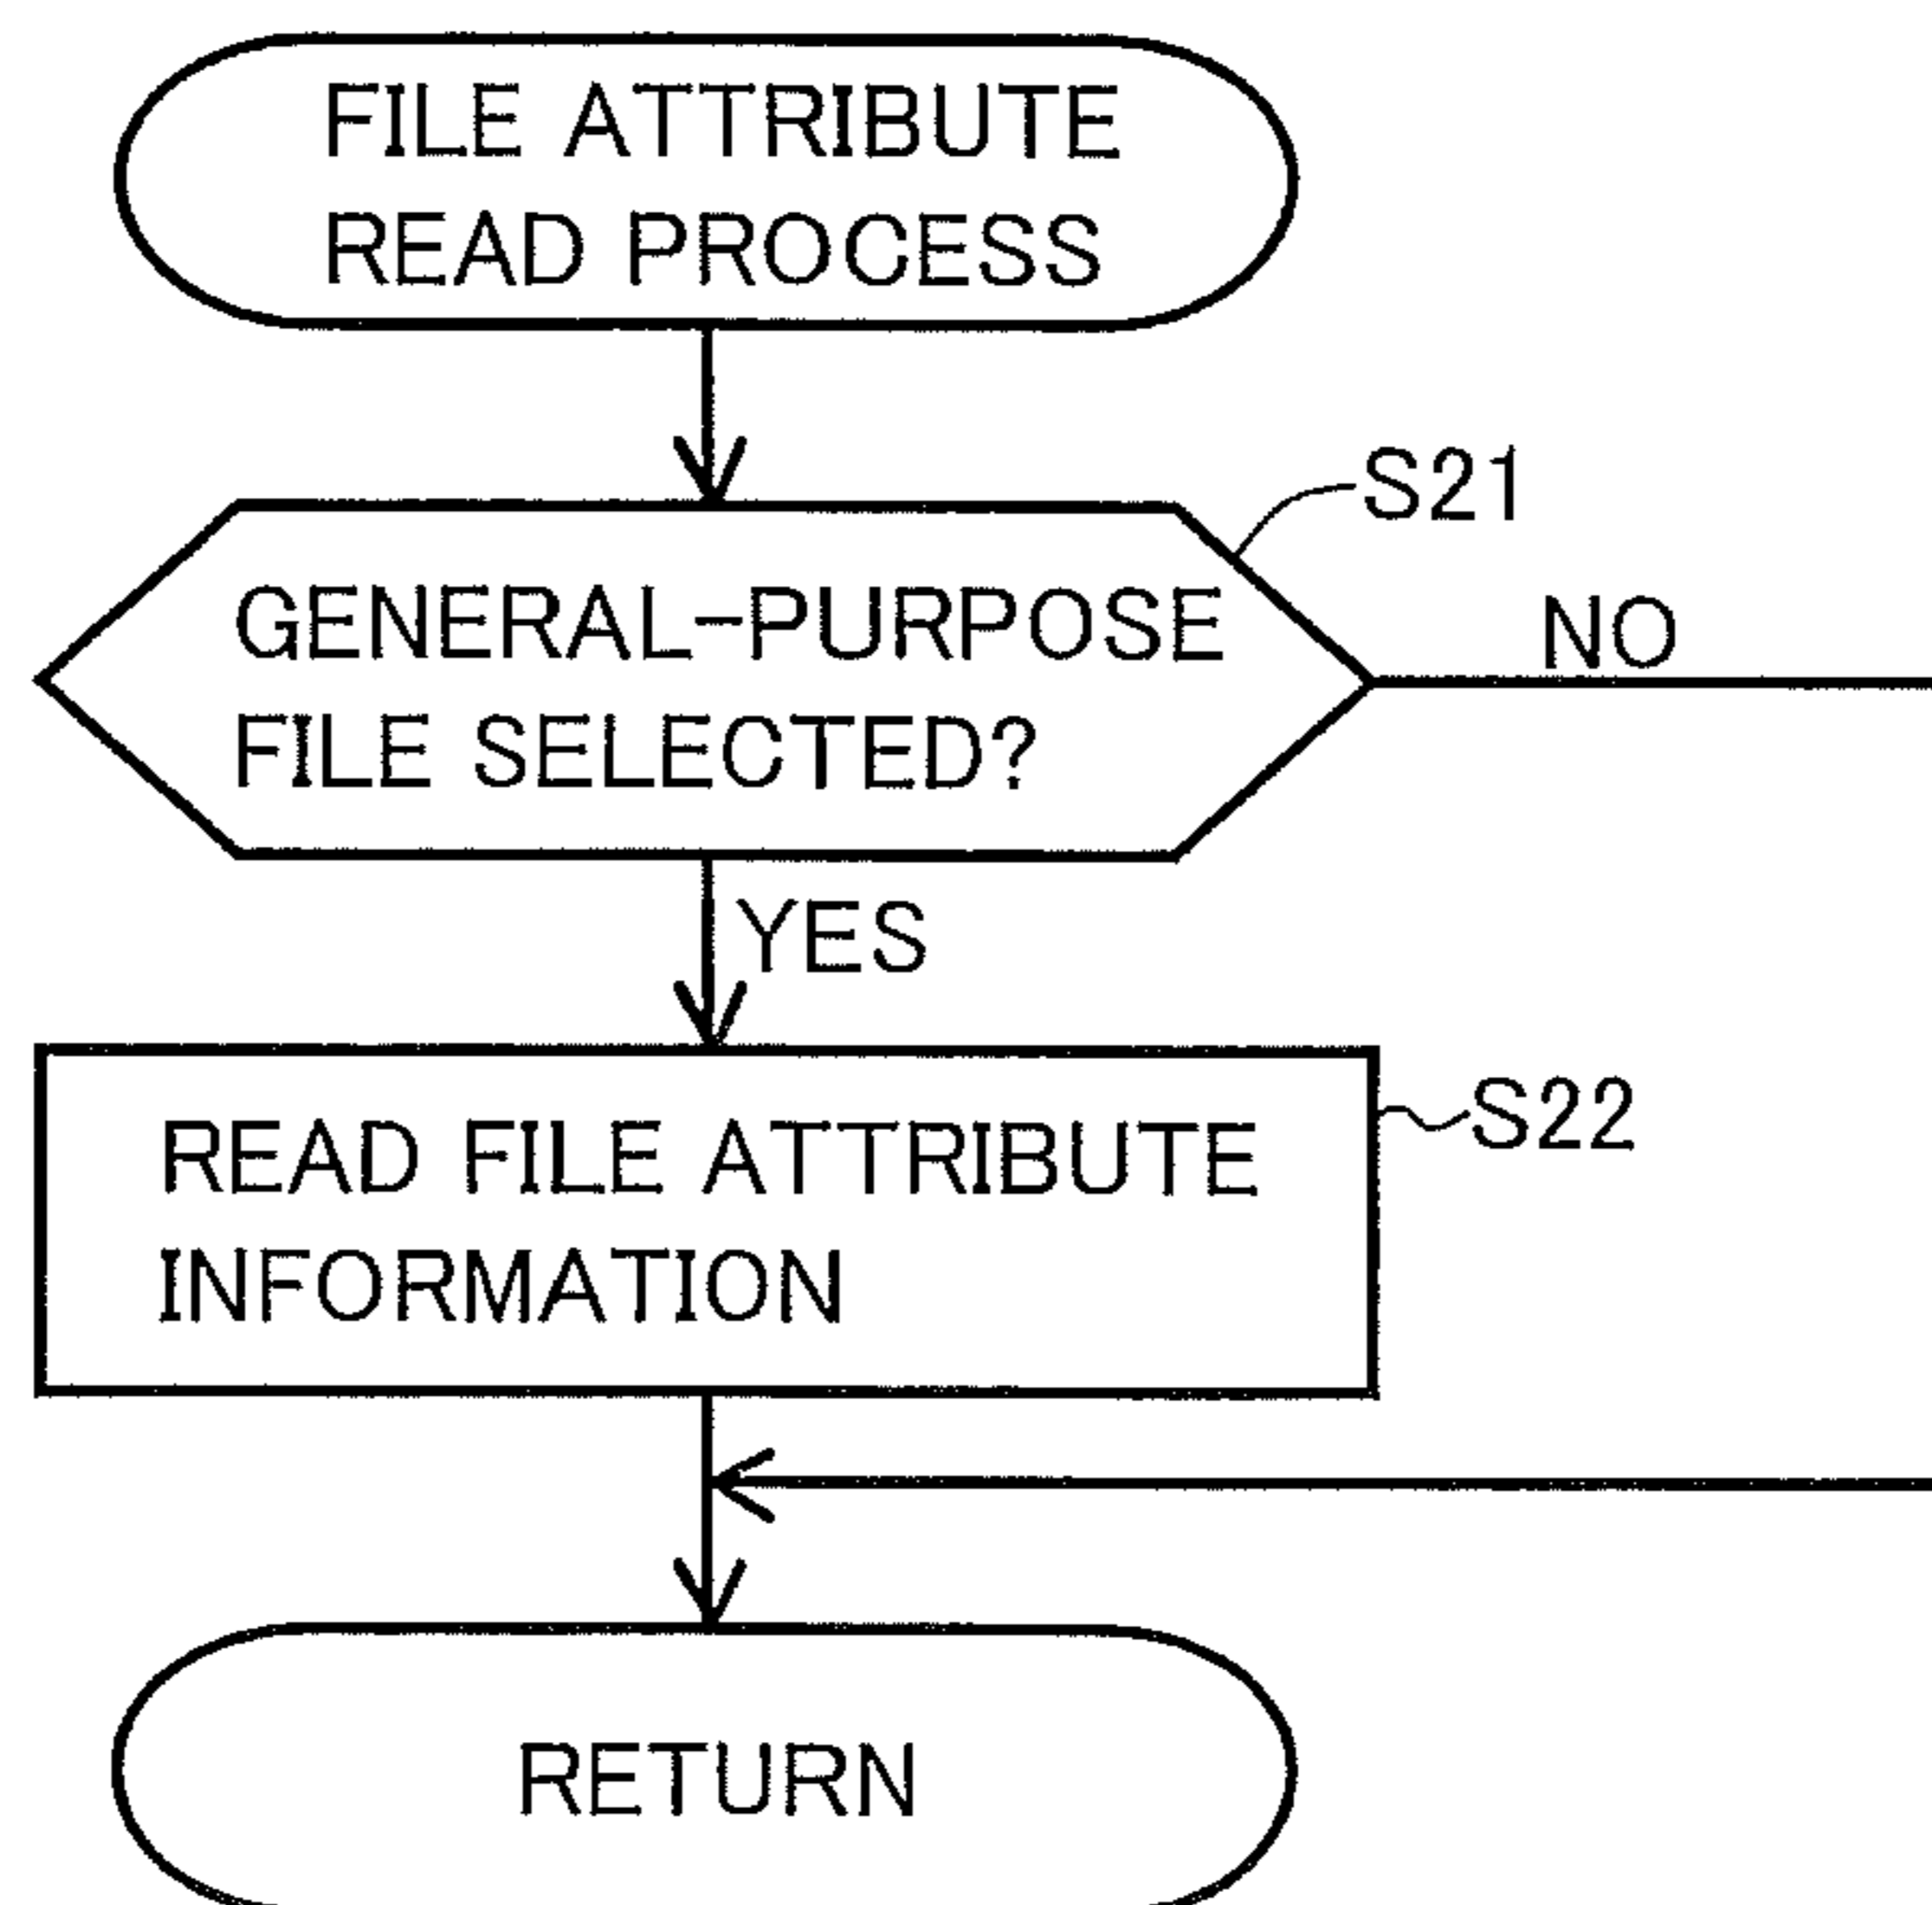 FILE ATTRIBUTE
READ PROCESS
S21
GENERAL-PURPOSE
FILE SELECTED?
NO
YES
READ FILE ATTRIBUTE
INFORMATION
S22
RETURN